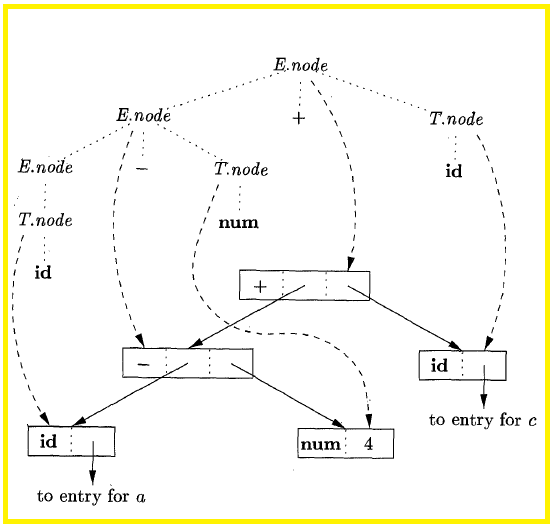 E.node
E.node + T.node
E.node − T.node id
T.node num
id
+
− id
to entry for c
id num 4
to entry for a